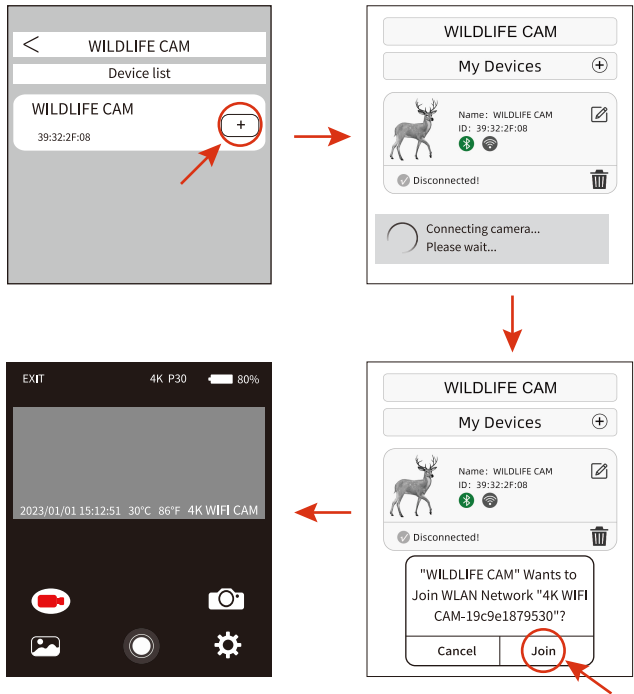 < WILDLIFE CAM
Device list
WILDLIFE CAM
39:32:2F:08
+
WILDLIFE CAM
My Devices
Name: WILDLIFE CAM
ID: 39:32:2F:08
Disconnected!
Connecting camera...
Please wait...
WILDLIFE CAM
My Devices
Name: WILDLIFE CAM
ID: 39:32:2F:08
Disconnected!
"WILDLIFE CAM" Wants to
Join WLAN Network "4K WIFI
CAM-19c9e1879530"?
Cancel Join
EXIT 4K P30 80%
2023/01/01 15:12:51 30°C 86°F 4K WIFI CAM